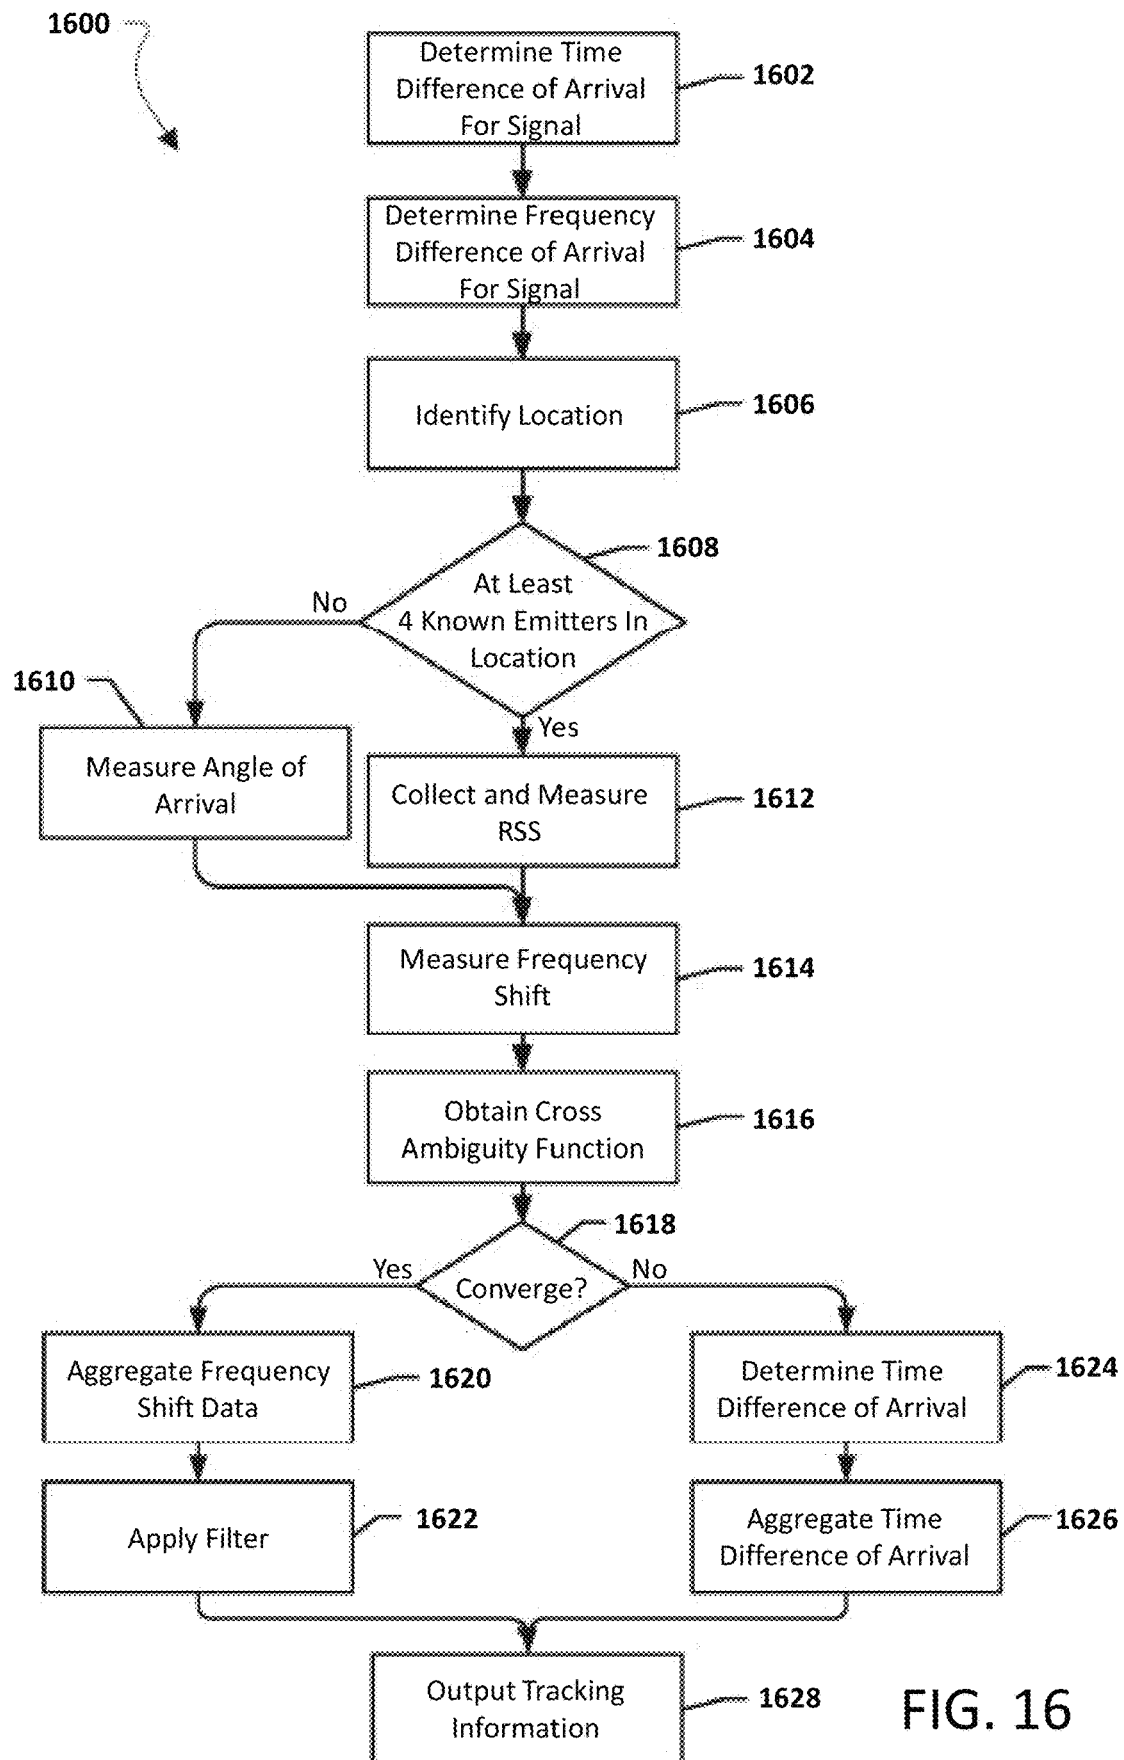 1600
Determine Time
Difference of Arrival
For Signal
1602
Determine Frequency
Difference of Arrival
For Signal
1604
Identify Location
1606
At Least
4 Known Emitters In
Location
1608
No
Yes
1610
Measure Angle of
Arrival
Collect and Measure
RSS
1612
Measure Frequency
Shift
1614
Obtain Cross
Ambiguity Function
1616
Converge?
1618
Yes
No
Aggregate Frequency
Shift Data
1620
Determine Time
Difference of Arrival
1624
Apply Filter
1622
Aggregate Time
Difference of Arrival
1626
Output Tracking
Information
1628
FIG. 16